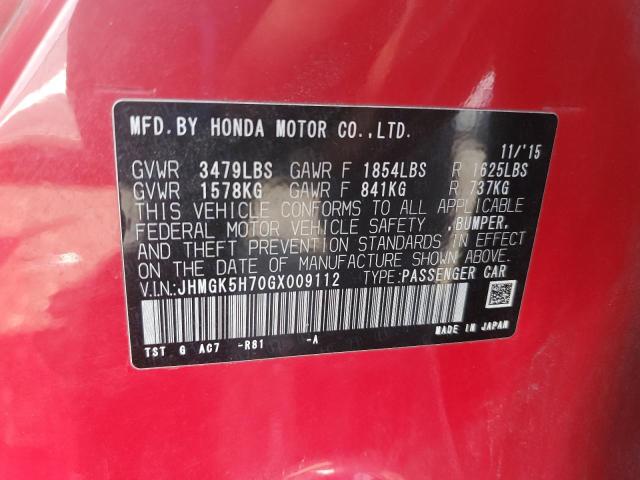 MFD.BY HONDA MOTOR CO.,LTD.
11/'15
GVWR 3479LBS GAWR F 1854LBS R 1625LBS
GVWR 1578KG GAWR F 841KG R 737KG
THIS VEHICLE CONFORMS TO ALL APPLICABLE
FEDERAL MOTOR VEHICLE SAFETY ,BUMPER,
AND THEFT PREVENTION STANDARDS IN EFFECT
ON THE DATE OF MANUFACTURE SHOWN ABOVE.
V.I.N:JHMGK5H70GX009112 TYPE:PASSENGER CAR
TST G AC7 -R81 -A MADE IN JAPAN